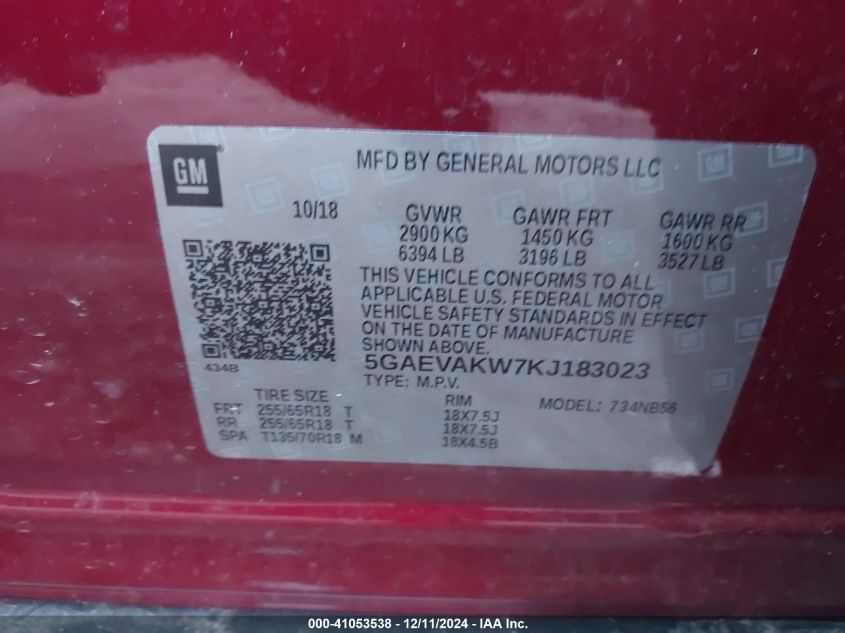 GM
MFD BY GENERAL MOTORS LLC
10/18 GVWR GAWR FRT GAWR RR
2900 KG 1450 KG 1600 KG
6394 LB 3196 LB 3527 LB
THIS VEHICLE CONFORMS TO ALL
APPLICABLE U.S. FEDERAL MOTOR
VEHICLE SAFETY STANDARDS IN EFFECT
ON THE DATE OF MANUFACTURE
SHOWN ABOVE.
434B
5GAEVAKW7KJ183023
TYPE: M.P.V. MODEL: 734NB56
TIRE SIZE RIM
FRT 255/65R18 T 18X7.5J
RR 255/65R18 T 18X7.5J
SPA T135/70R18 M 18X4.5B
000-41053538 - 12/11/2024 - IAA Inc.